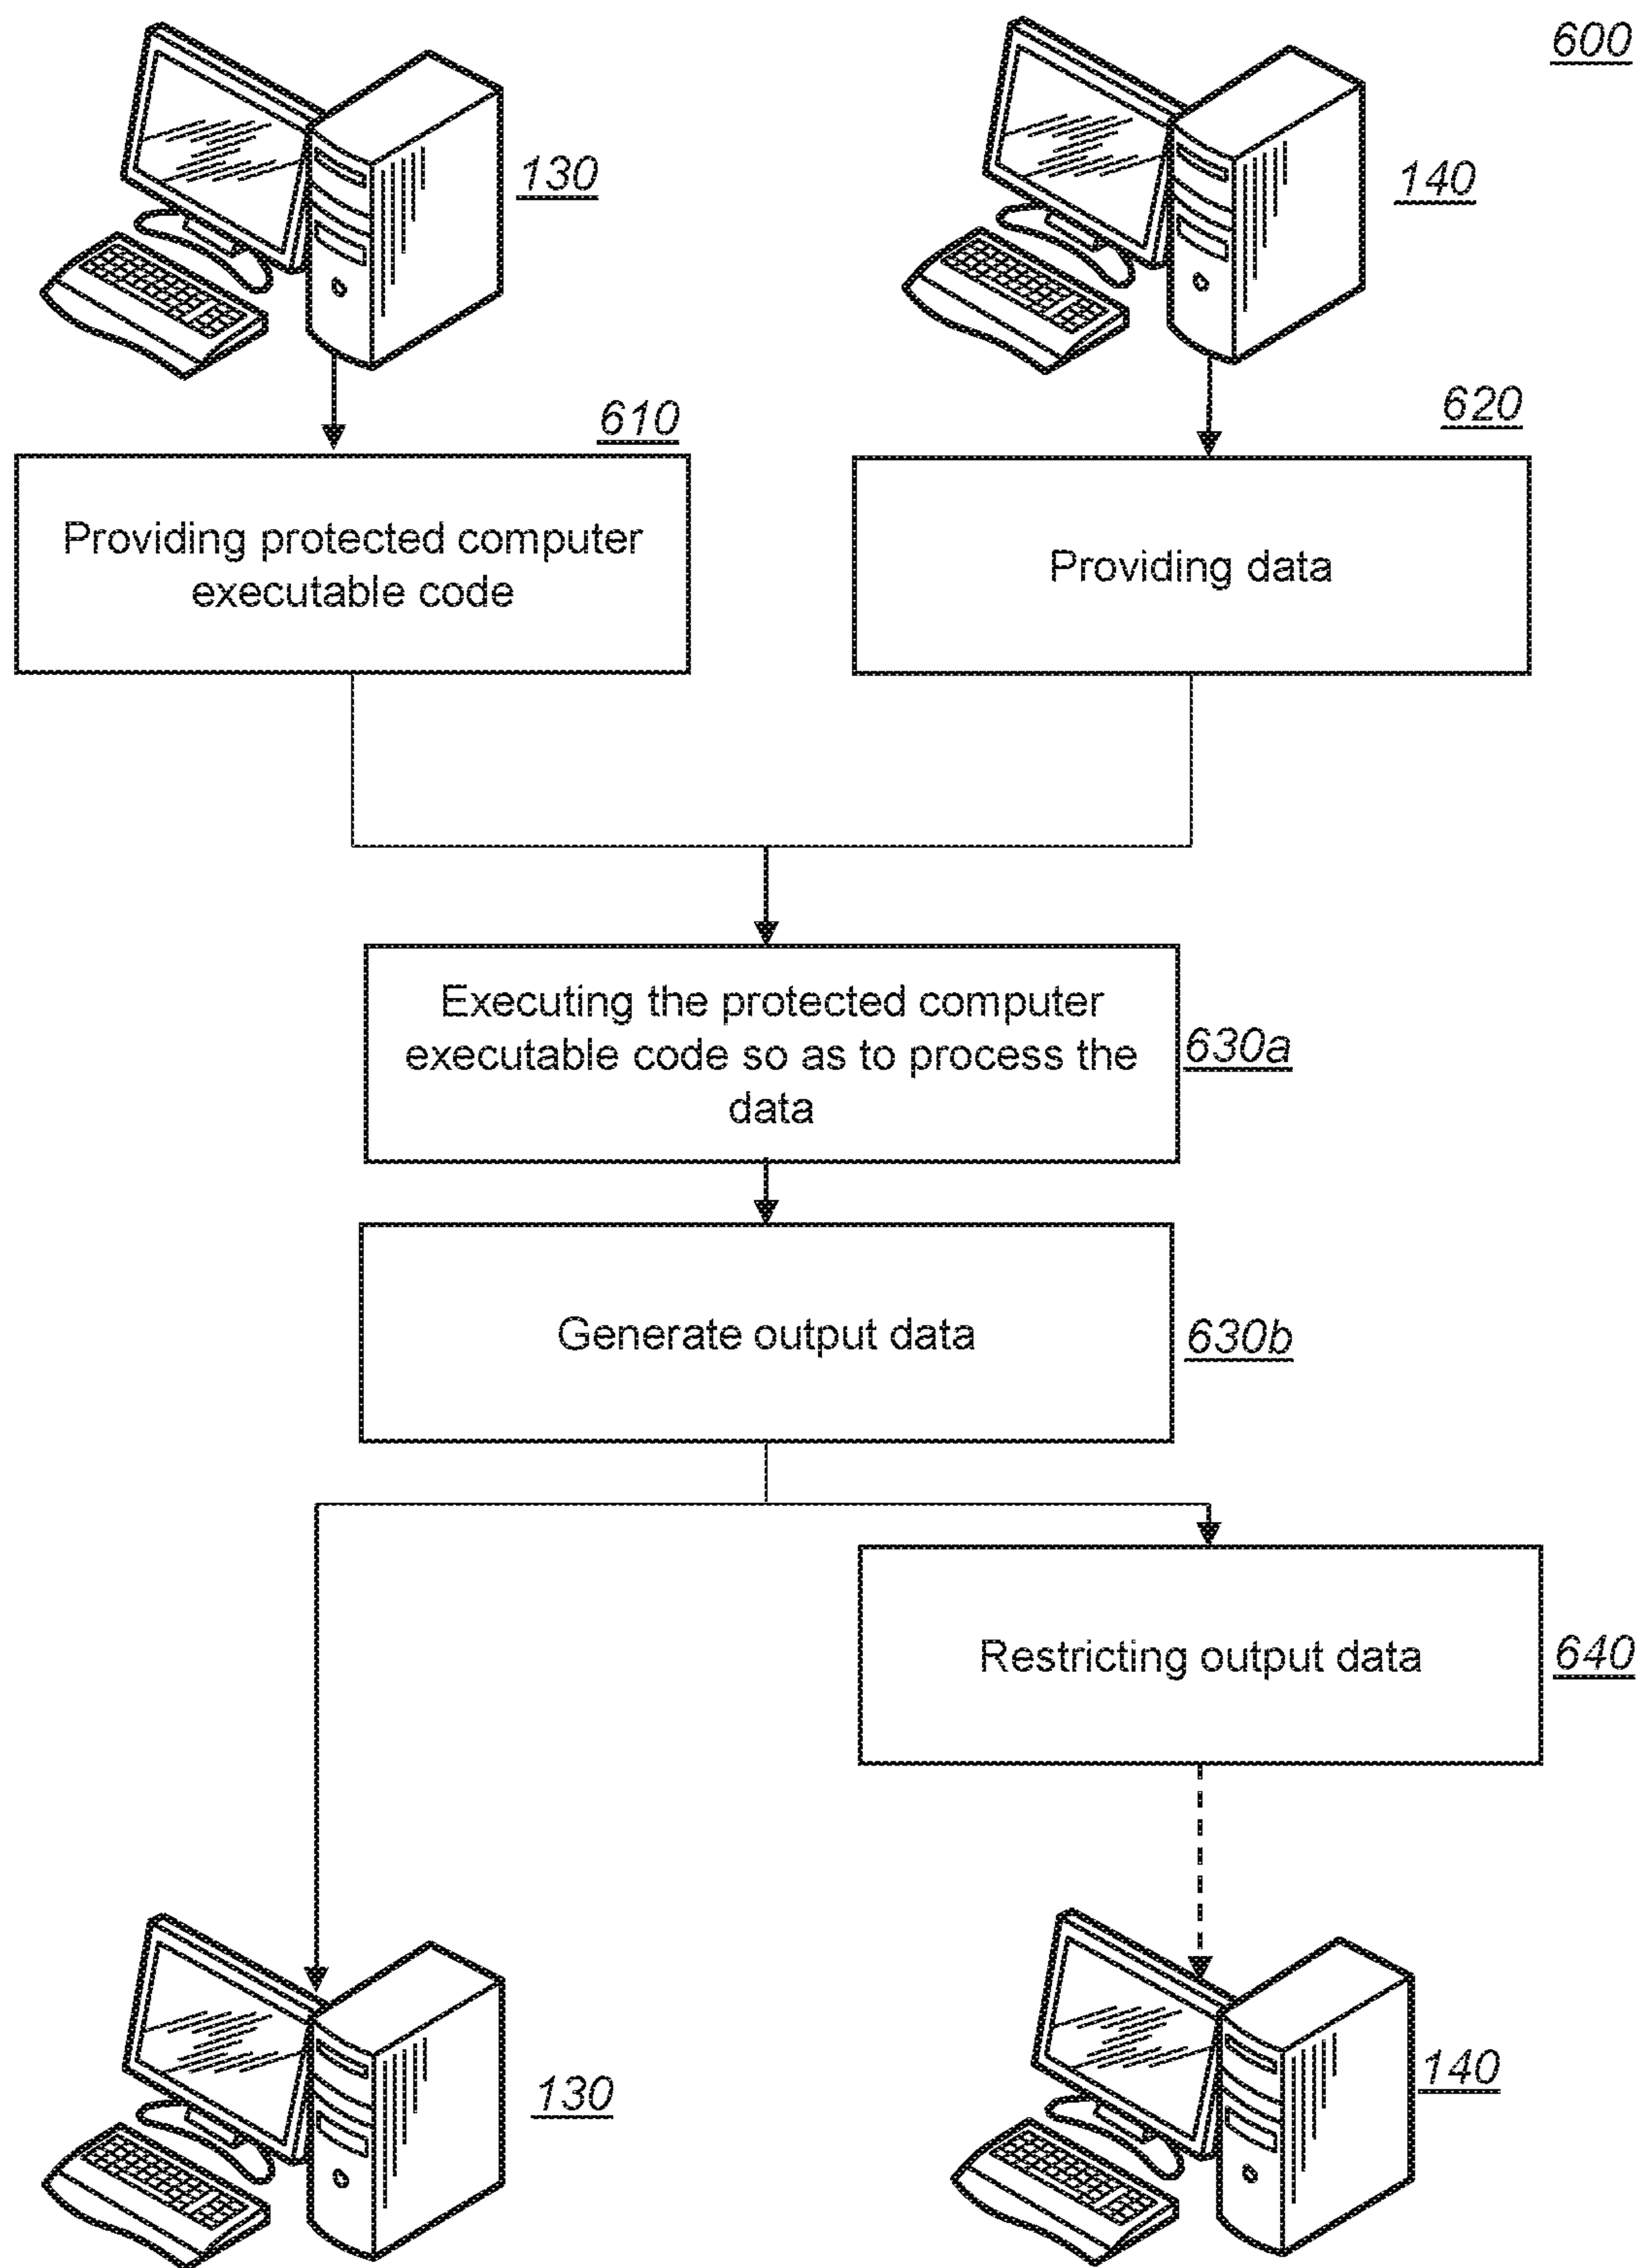 600
130
140
610
620
Providing protected computer
executable code
Providing data
Executing the protected computer
executable code so as to process the
data
630a
Generate output data
630b
Restricting output data
640
130
140